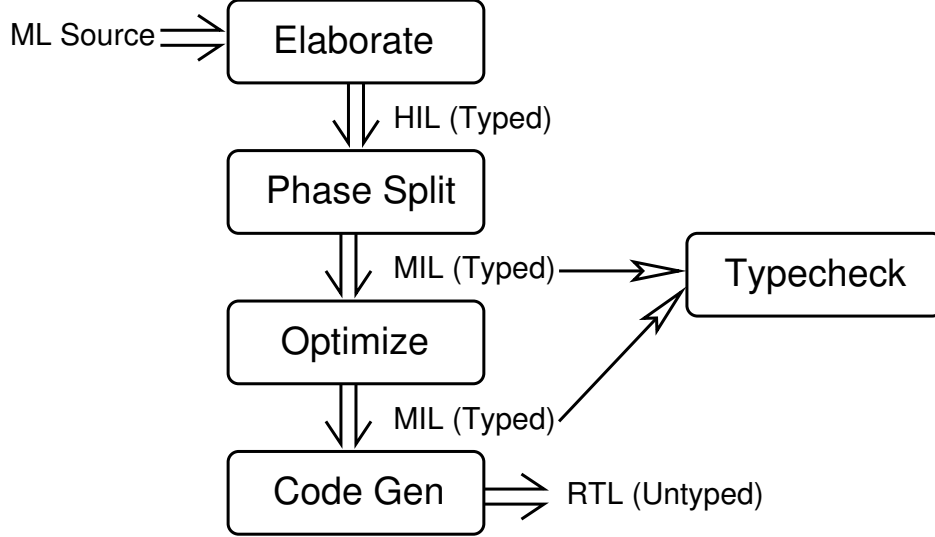 ML Source
Elaborate
HIL (Typed)
Phase Split
MIL (Typed)
Typecheck
Optimize
MIL (Typed)
Code Gen
RTL (Untyped)